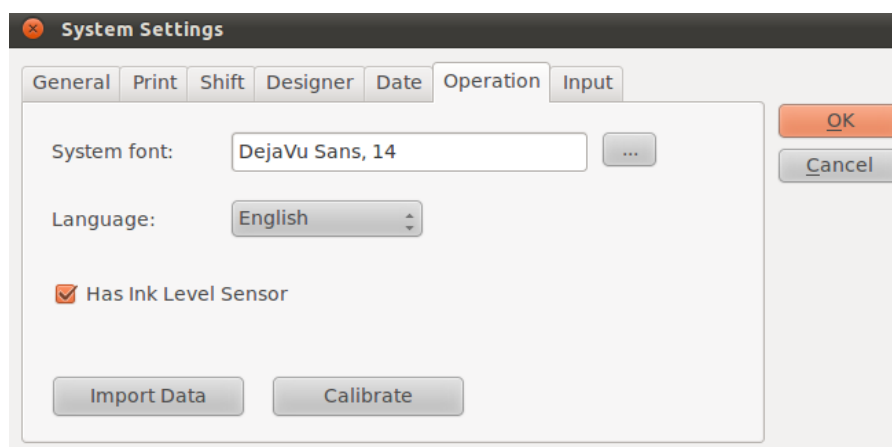 System Settings
General Print Shift Designer Date Operation Input
OK
System font: DejaVu Sans, 14 ...
Cancel
Language: English
Has Ink Level Sensor
Import Data Calibrate